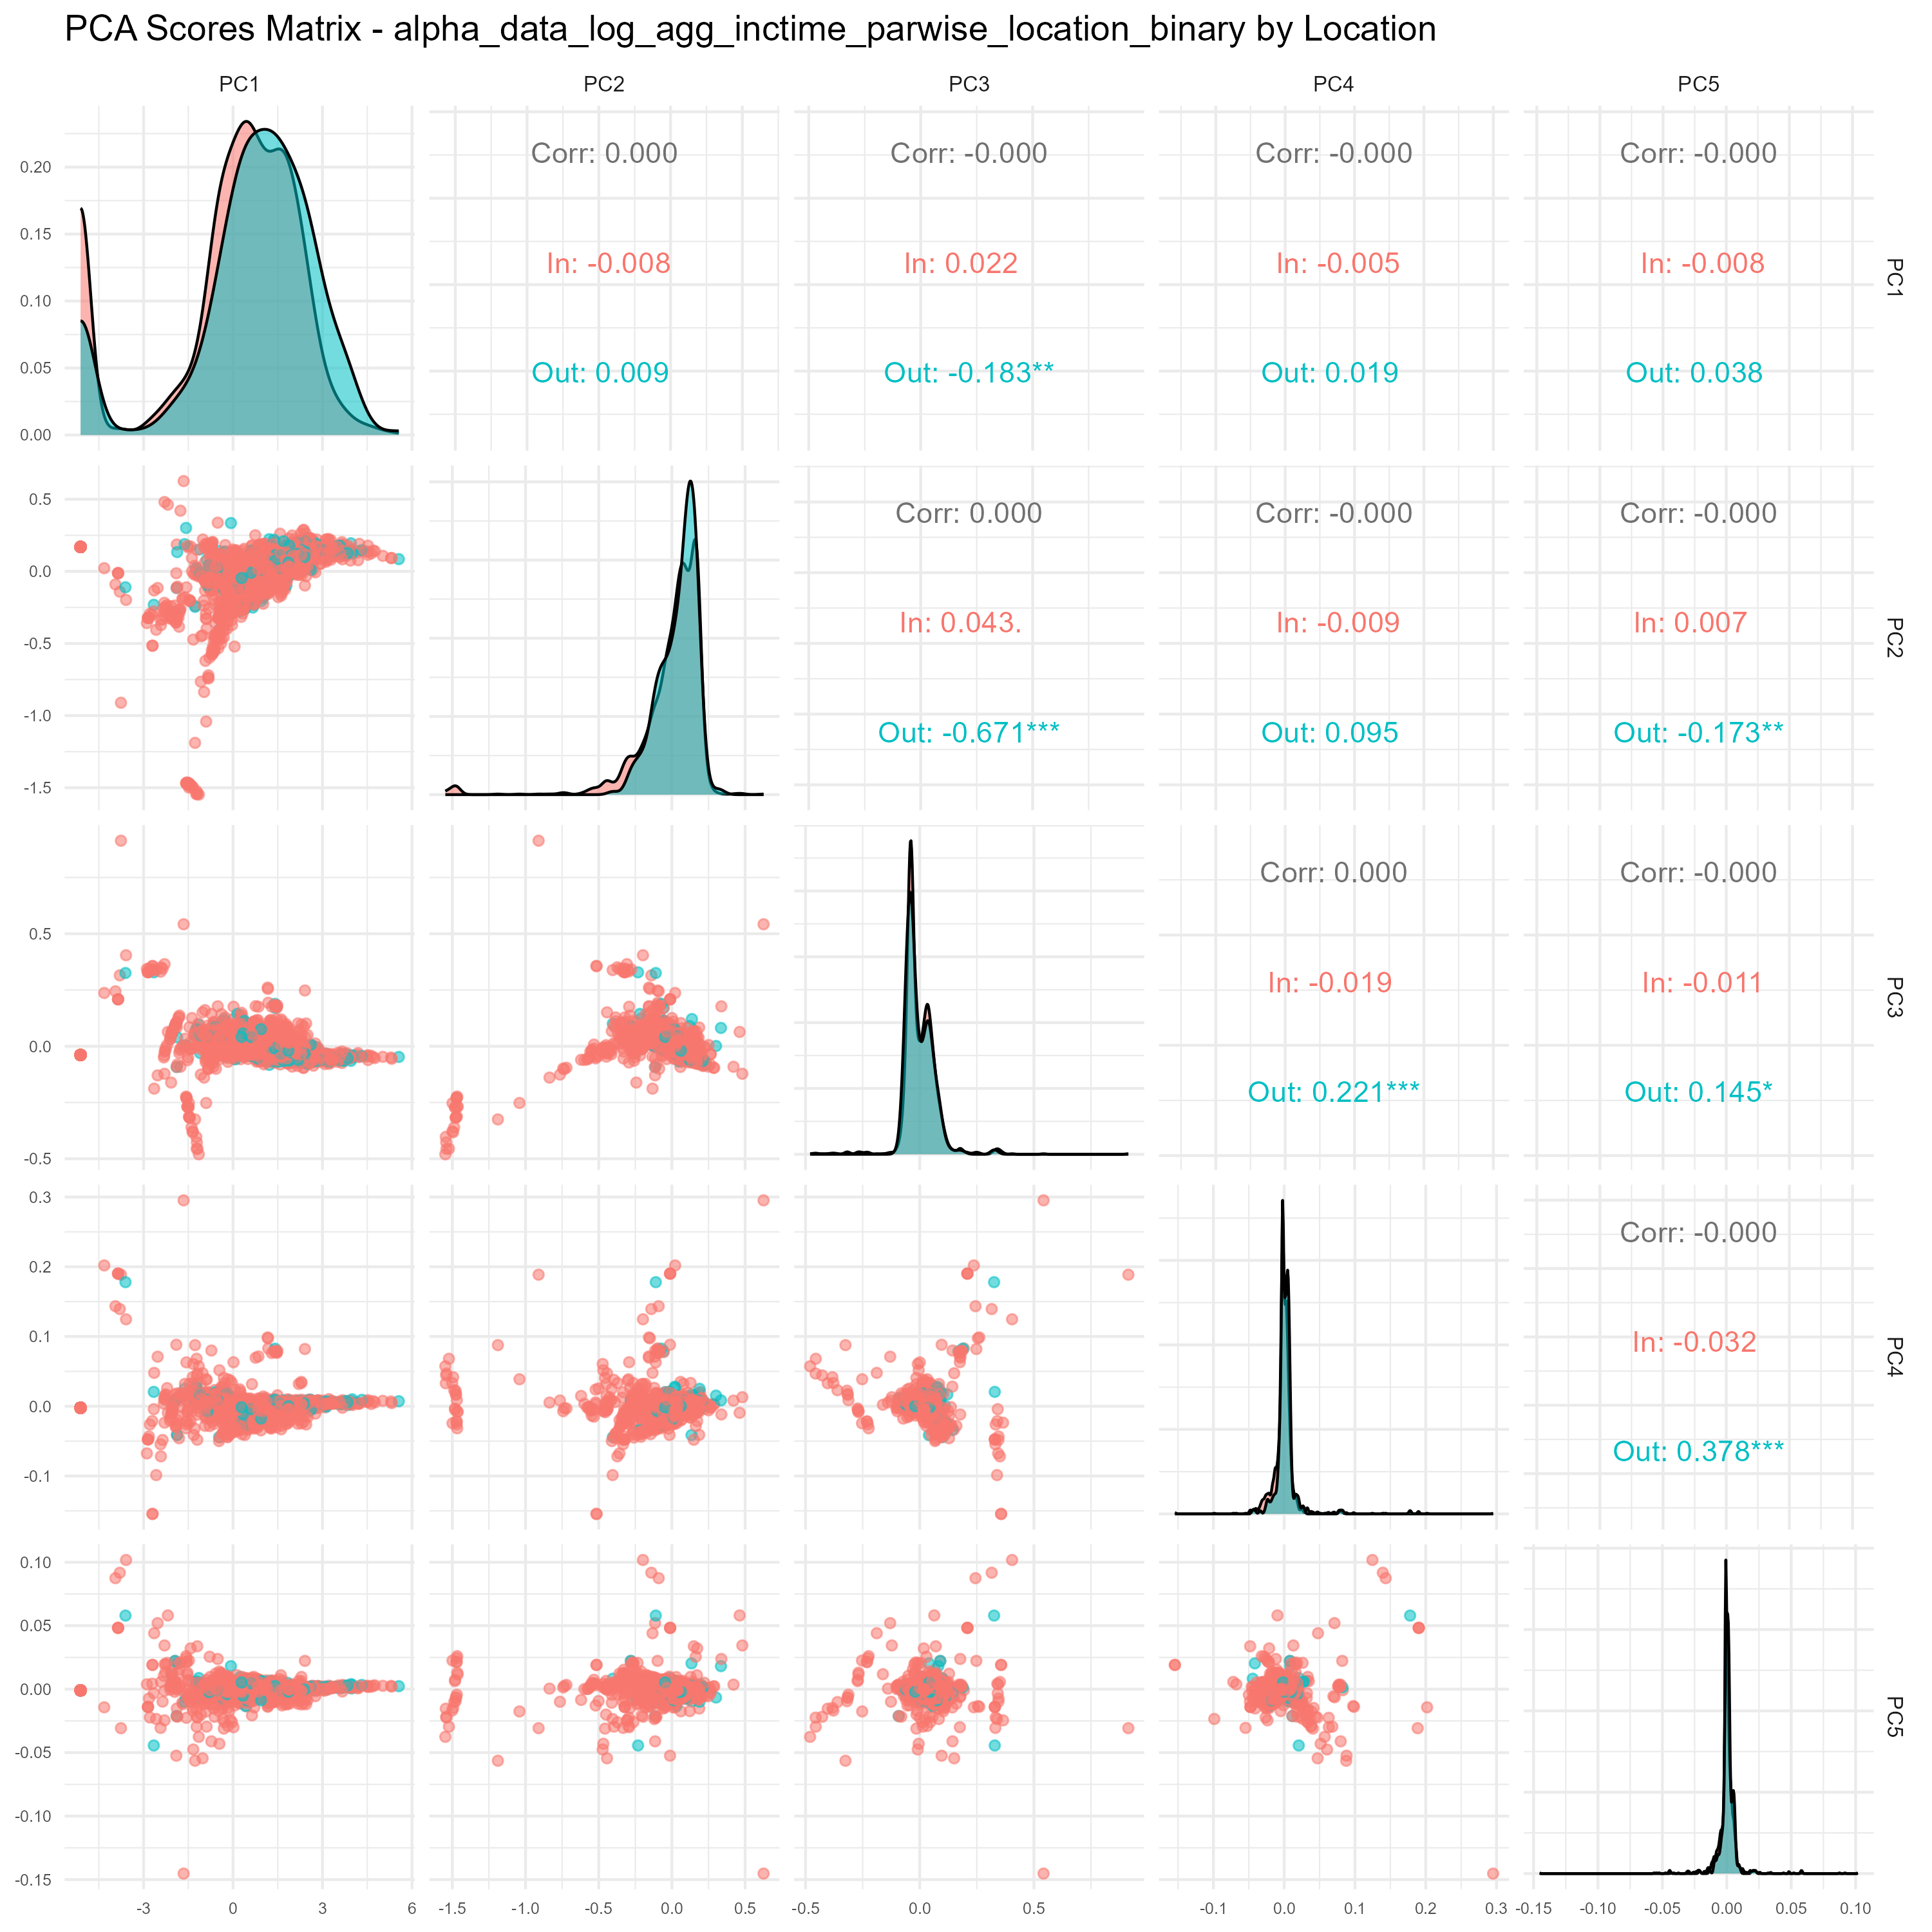 PCA Scores Matrix - alpha_data_log_agg_inctime_parwise_location_binary by Location
PC1 PC2 PC3 PC4 PC5
0.20
0.15
0.10
0.05
0.00
Corr: 0.000
In: -0.008
Out: 0.009
Corr: -0.000
In: 0.022
Out: -0.183**
Corr: -0.000
In: -0.005
Out: 0.019
Corr: -0.000
In: -0.008
Out: 0.038
PC1
0.5
0.0
-0.5
-1.0
-1.5
Corr: 0.000
In: 0.043.
Out: -0.671***
Corr: -0.000
In: -0.009
Out: 0.095
Corr: -0.000
In: 0.007
Out: -0.173**
PC2
0.5
0.0
-0.5
Corr: 0.000
In: -0.019
Out: 0.221***
Corr: -0.000
In: -0.011
Out: 0.145*
PC3
0.3
0.2
0.1
0.0
-0.1
Corr: -0.000
In: -0.032
Out: 0.378***
PC4
0.10
0.05
0.00
-0.05
-0.10
-0.15
PC5
-3 0 3 6
-1.5 -1.0 -0.5 0.0 0.5
-0.5 0.0 0.5
-0.1 0.0 0.1 0.2 0.3
-0.15 -0.10 -0.05 0.00 0.05 0.10